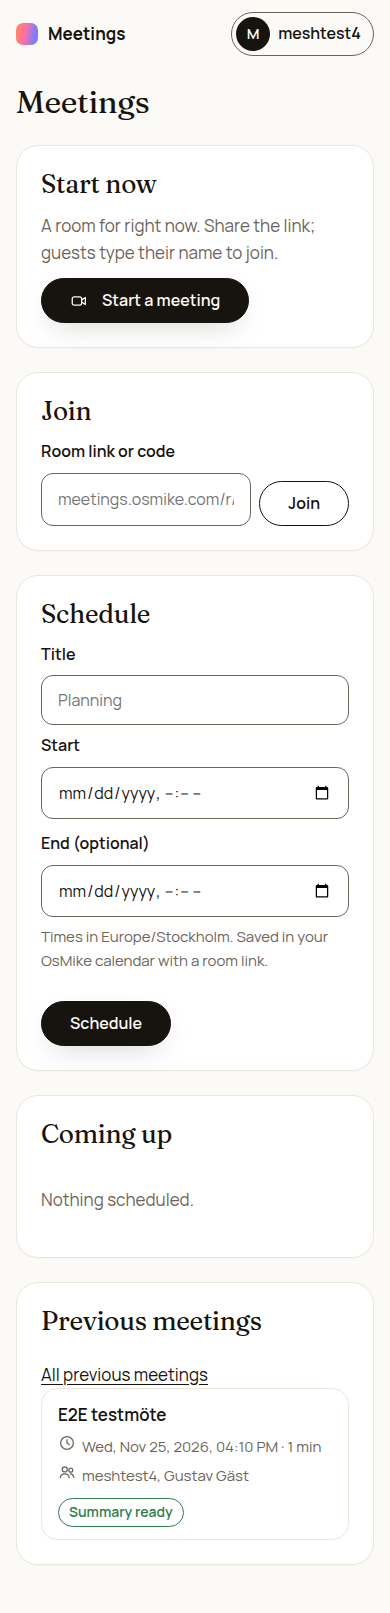 Meetings
M meshtest4
Meetings
Start now
A room for right now. Share the link;
guests type their name to join.
Start a meeting
Join
Room link or code
meetings.osmike.com/r/
Join
Schedule
Title
Planning
Start
mm/dd/yyyy, --:-- --
End (optional)
mm/dd/yyyy, --:-- --
Times in Europe/Stockholm. Saved in your
OsMike calendar with a room link.
Schedule
Coming up
Nothing scheduled.
Previous meetings
All previous meetings
E2E testmöte
Wed, Nov 25, 2026, 04:10 PM · 1 min
meshtest4, Gustav Gäst
Summary ready